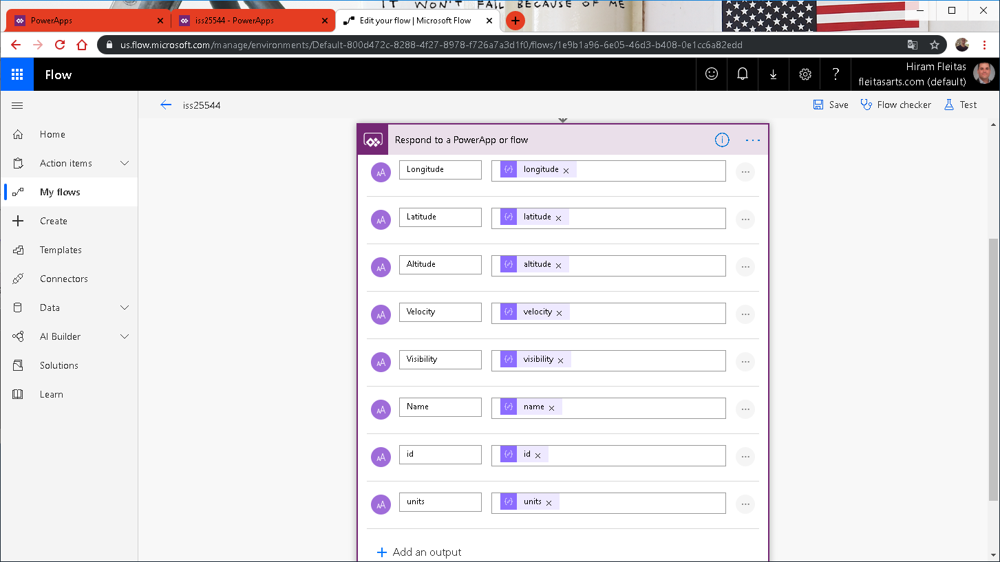 IT WON'T FAIL BECAUSE OF ME
PowerApps
iss25544 - PowerApps
Edit your flow | Microsoft Flow
us.flow.microsoft.com/manage/environments/Default-800d472c-8288-4f27-8978-f726a7a3d1f0/flows/1e9b1a96-6e05-46d3-b408-0e1cc6a82edd
Flow
Hiram Fleitas
fleitasarts.com (default)
iss25544
Save
Flow checker
Test
Home
Action items
My flows
Create
Templates
Connectors
Data
AI Builder
Solutions
Learn
Respond to a PowerApp or flow
Longitude longitude
Latitude latitude
Altitude altitude
Velocity velocity
Visibility visibility
Name name
id id
units units
Add an output